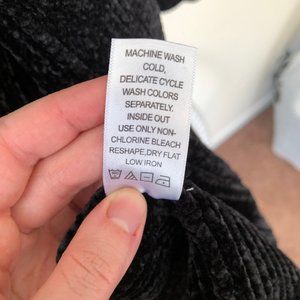 MACHINE WASH
COLD,
DELICATE CYCLE
WASH COLORS
SEPARATELY.
INSIDE OUT
USE ONLY NON-
CHLORINE BLEACH
RESHAPE,DRY FLAT
LOW IRON